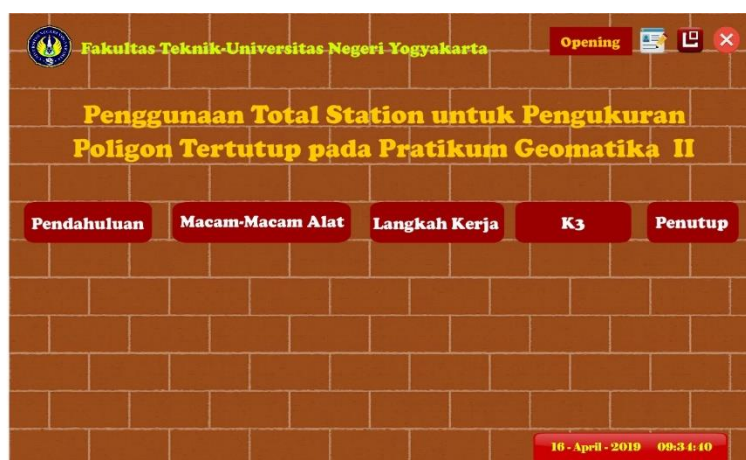 Fakultas Teknik-Universitas Negeri Yogyakarta
Opening
Penggunaan Total Station untuk Pengukuran
Poligon Tertutup pada Pratikum Geomatika II
Pendahuluan
Macam-Macam Alat
Langkah Kerja
K3
Penutup
16 - April - 2019 09:34:40